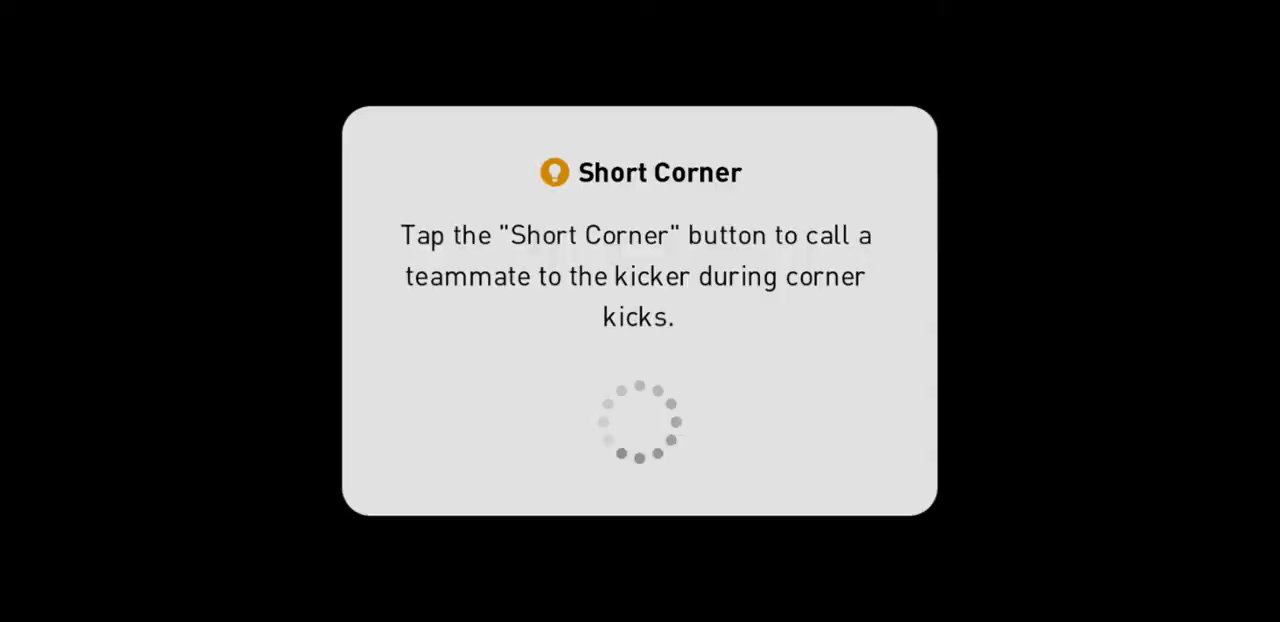 Short Corner
Tap the "Short Corner" button to call a
teammate to the kicker during corner
kicks.